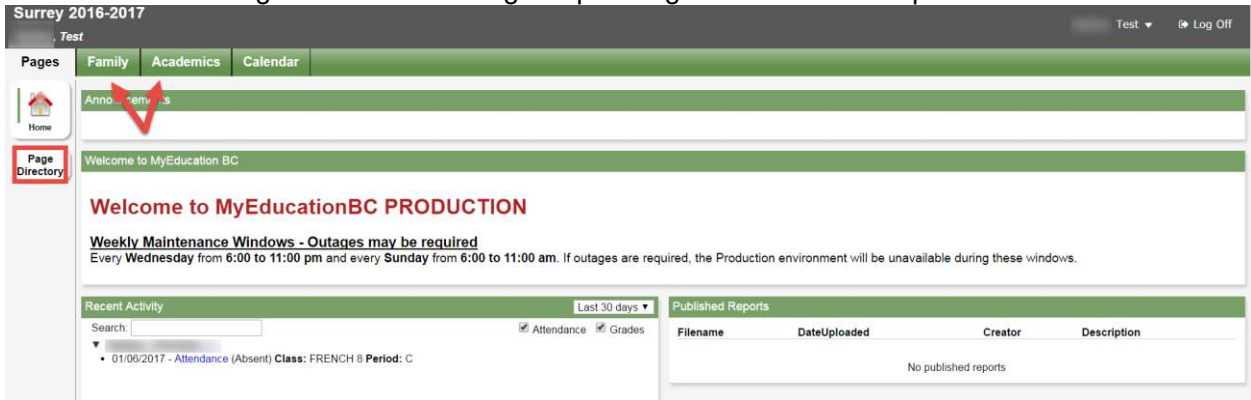 Surrey 2016-2017
Test
Test ▼ Log Off
Pages Family Academics Calendar
Home
Page
Directory
Announcements
Welcome to MyEducation BC
Welcome to MyEducationBC PRODUCTION
Weekly Maintenance Windows - Outages may be required
Every Wednesday from 6:00 to 11:00 pm and every Sunday from 6:00 to 11:00 am. If outages are required, the Production environment will be unavailable during these windows.
Recent Activity Last 30 days ▼
Search: Attendance Grades
• 01/06/2017 - Attendance (Absent) Class: FRENCH 8 Period: C
Published Reports
Filename DateUploaded Creator Description
No published reports